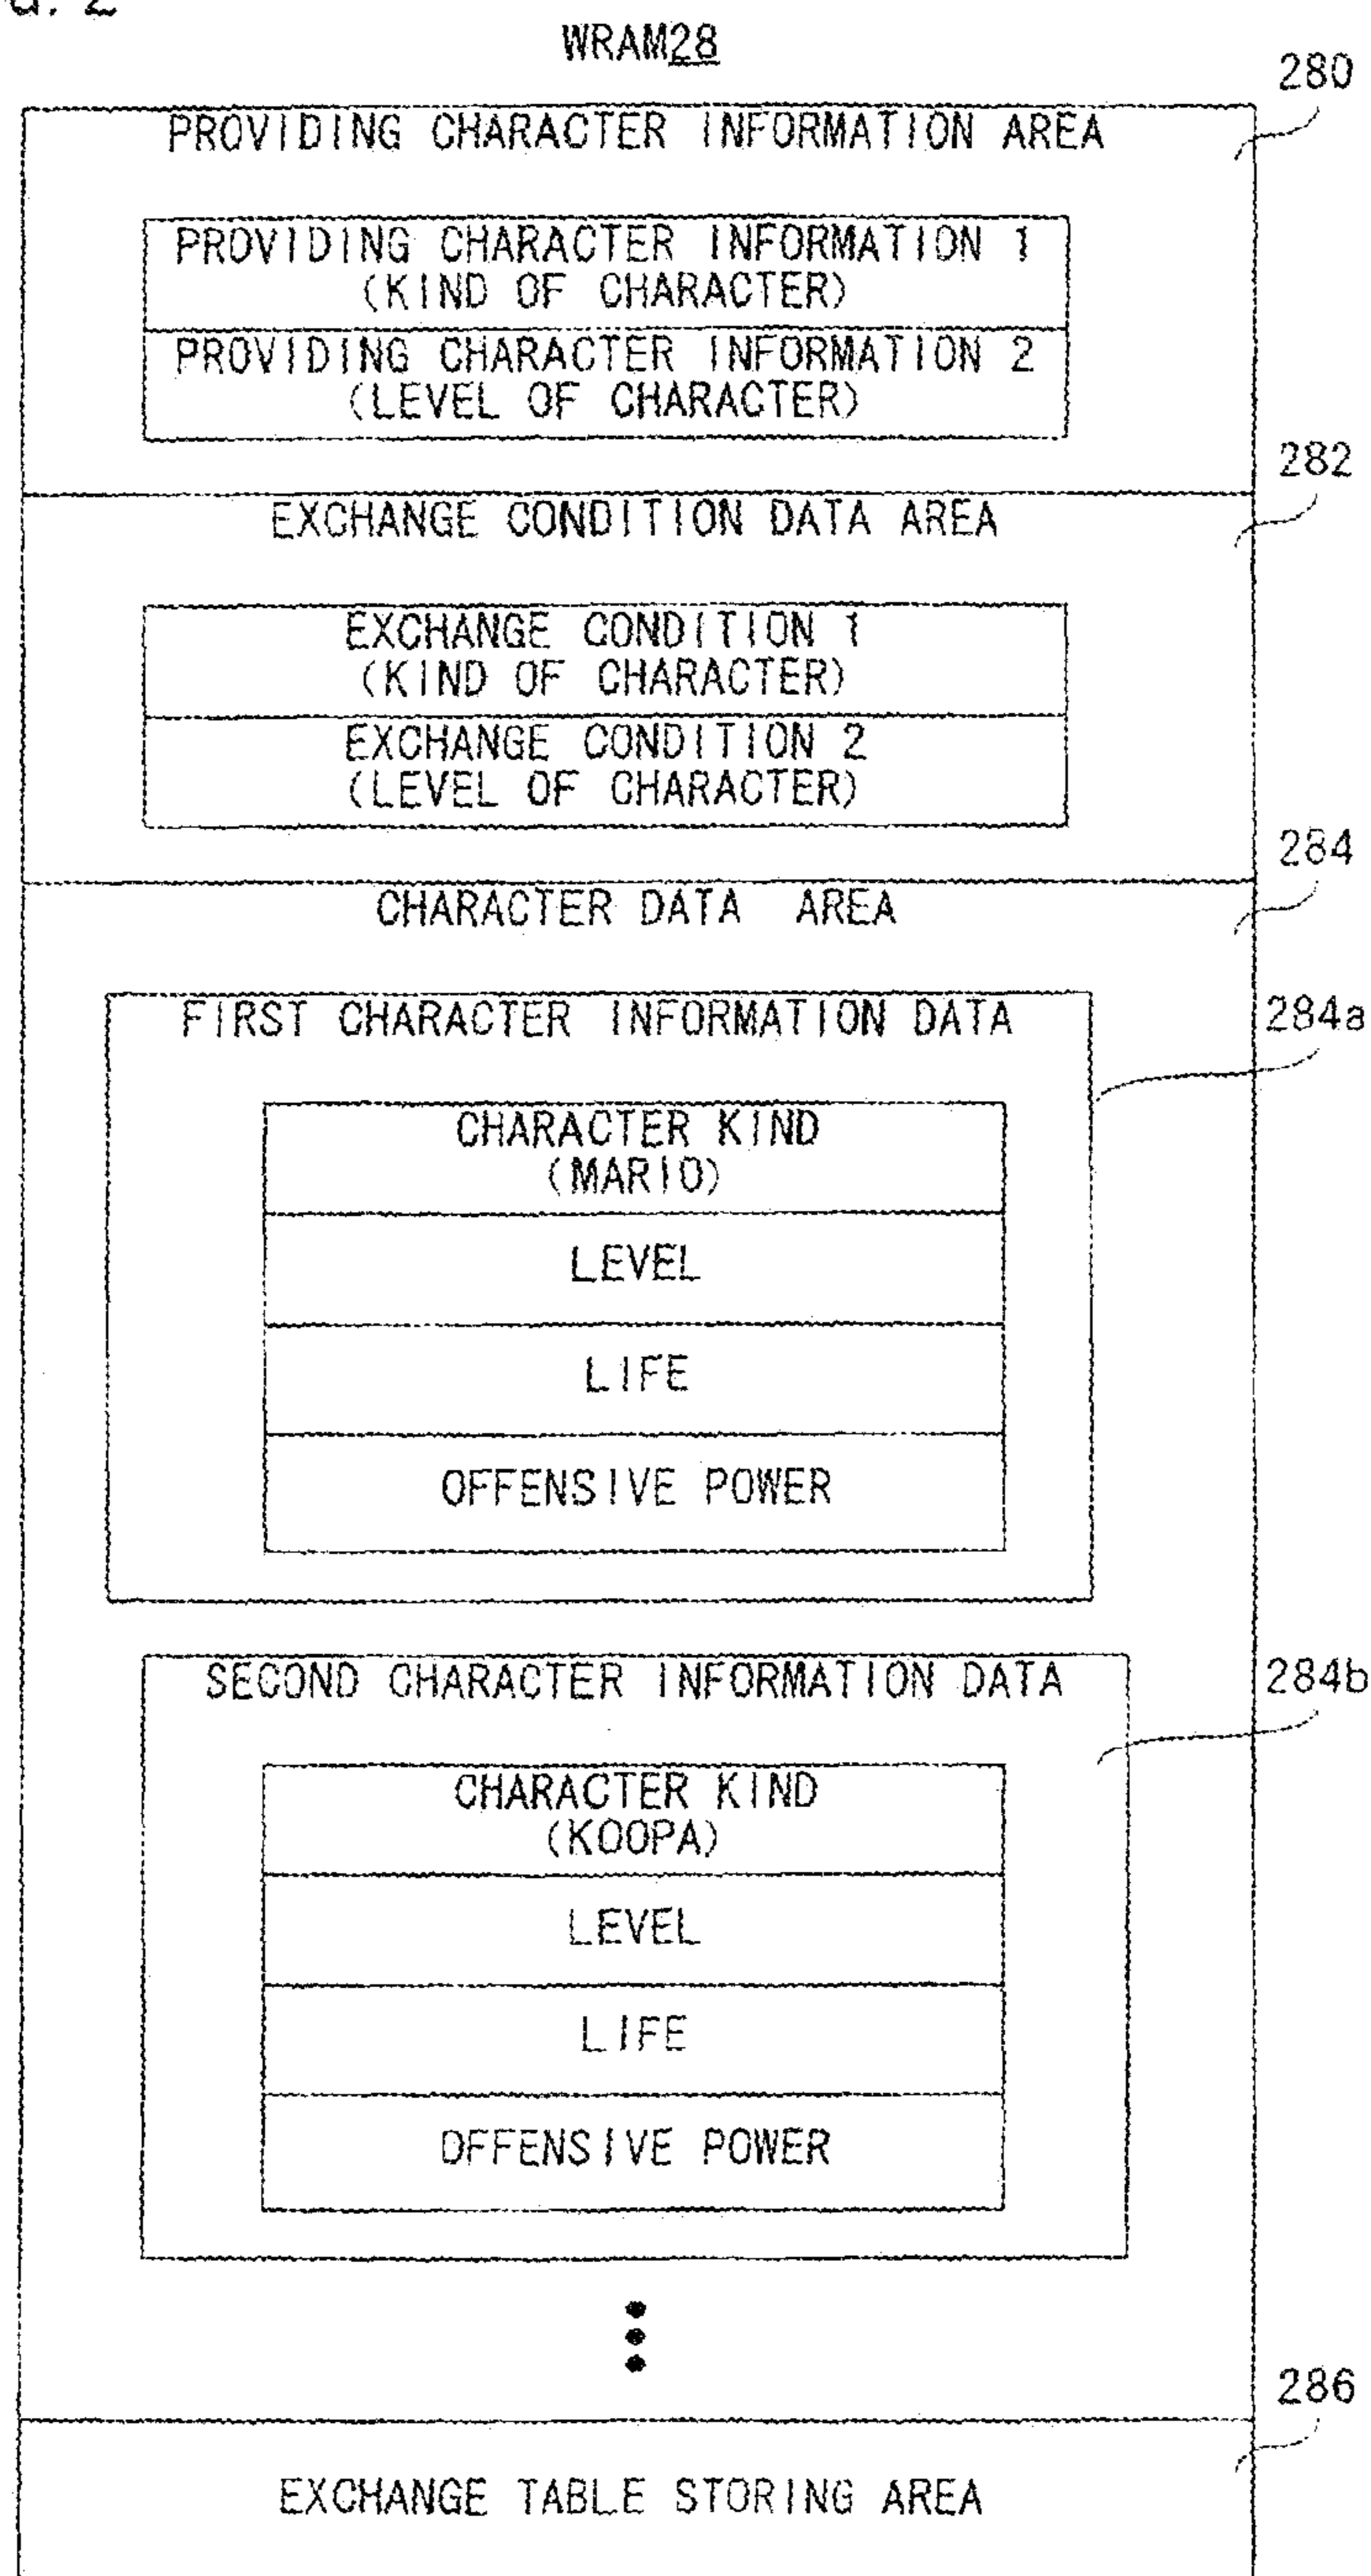 WRAM28
280
PROVIDING CHARACTER INFORMATION AREA
PROVIDING CHARACTER INFORMATION 1
(KIND OF CHARACTER)
PROVIDING CHARACTER INFORMATION 2
(LEVEL OF CHARACTER)
282
EXCHANGE CONDITION DATA AREA
EXCHANGE CONDITION 1
(KIND OF CHARACTER)
EXCHANGE CONDITION 2
(LEVEL OF CHARACTER)
284
CHARACTER DATA AREA
FIRST CHARACTER INFORMATION DATA
284a
CHARACTER KIND
(MARIO)
LEVEL
LIFE
OFFENSIVE POWER
SECOND CHARACTER INFORMATION DATA
284b
CHARACTER KIND
(KOOPA)
LEVEL
LIFE
OFFENSIVE POWER
286
EXCHANGE TABLE STORING AREA